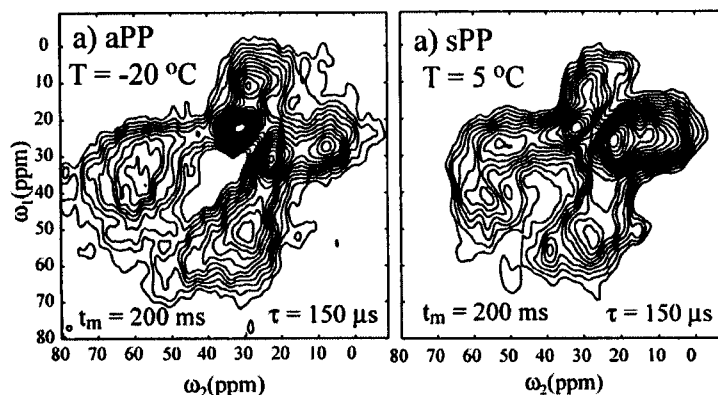 a) aPP
T = -20 °C
0
10
20
30
40
50
60
70
80
ω₁(ppm)
tm = 200 ms
τ = 150 μs
80 70 60 50 40 30 20 10 0
ω₂(ppm)
a) sPP
T = 5 °C
tm = 200 ms
τ = 150 μs
80 70 60 50 40 30 20 10 0
ω₂(ppm)